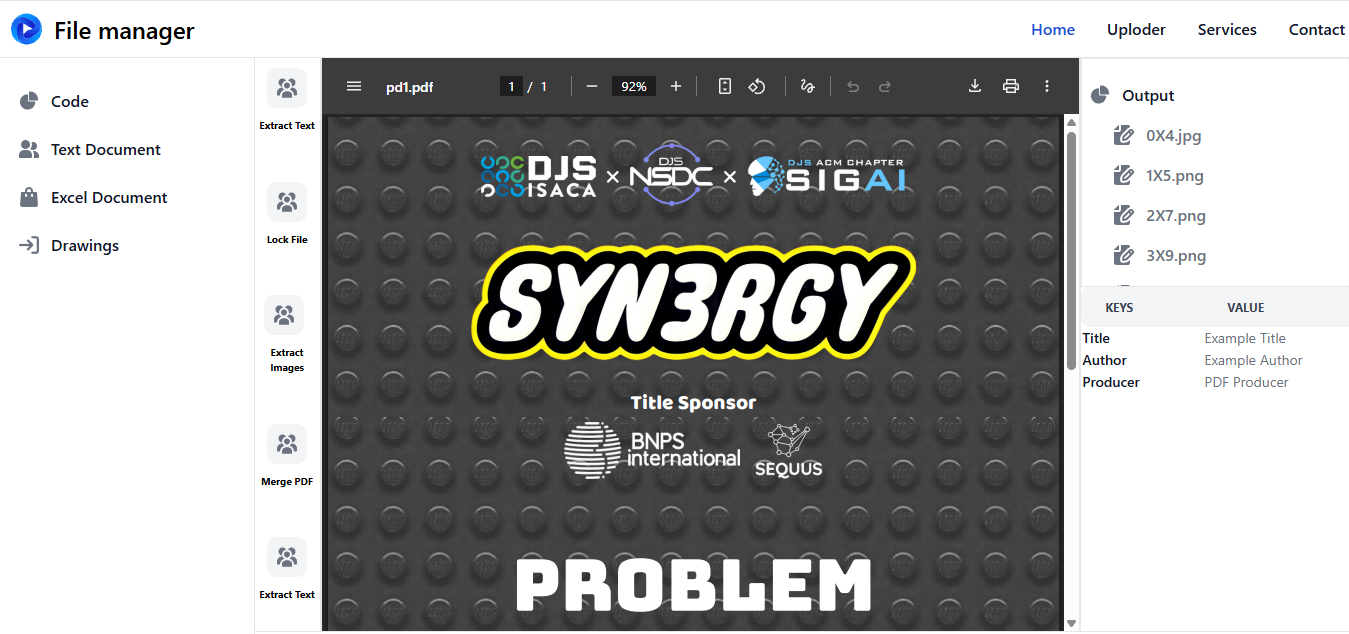 File manager
Home Uploder Services Contact
Code
Text Document
Excel Document
Drawings
Extract Text
Lock File
Extract
Images
Merge PDF
Extract Text
pd1.pdf 1 / 1 92%
DJS
ISACA
×
DJS
NSDC
×
DJS ACM CHAPTER
SIGAI
SYN3RGY
Title Sponsor
BNPS
international
SEQUUS
PROBLEM
Output
0X4.jpg
1X5.png
2X7.png
3X9.png
KEYS VALUE
Title Example Title
Author Example Author
Producer PDF Producer